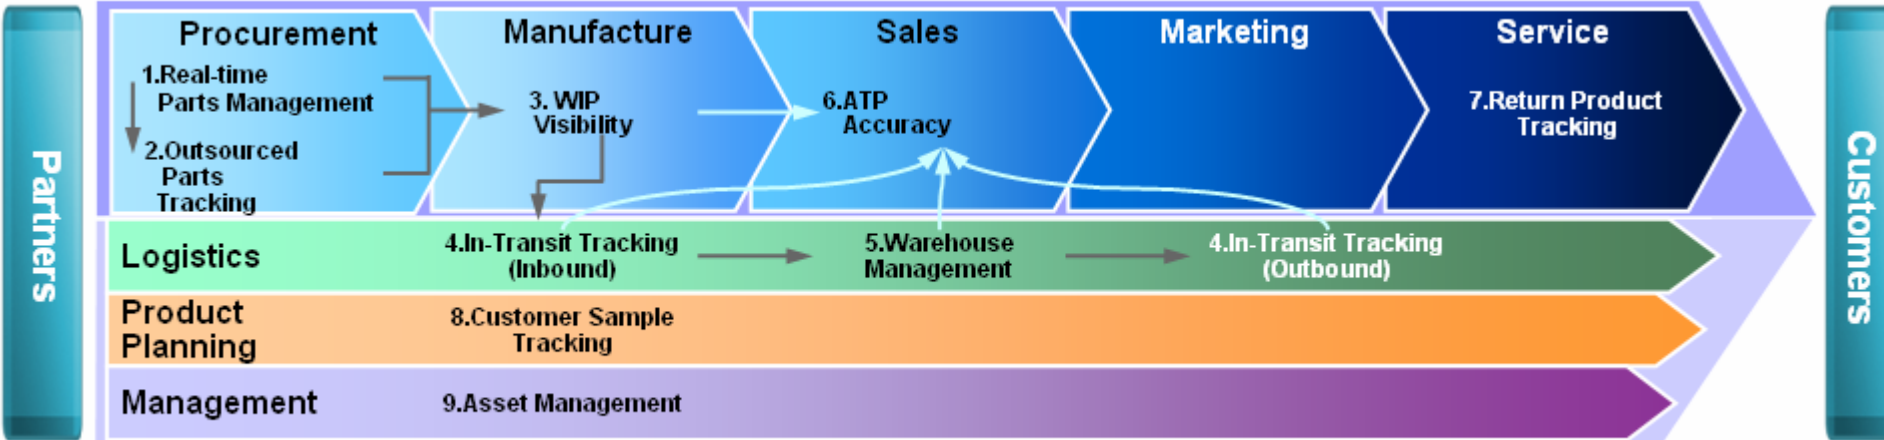 Partners
Procurement
1.Real-time
Parts Management
2.Outsourced
Parts
Tracking
Manufacture
3. WIP
Visibility
Sales
6.ATP
Accuracy
Marketing
Service
7.Return Product
Tracking
Logistics
4.In-Transit Tracking
(Inbound)
5.Warehouse
Management
4.In-Transit Tracking
(Outbound)
Product
Planning
8.Customer Sample
Tracking
Management
9.Asset Management
Customers